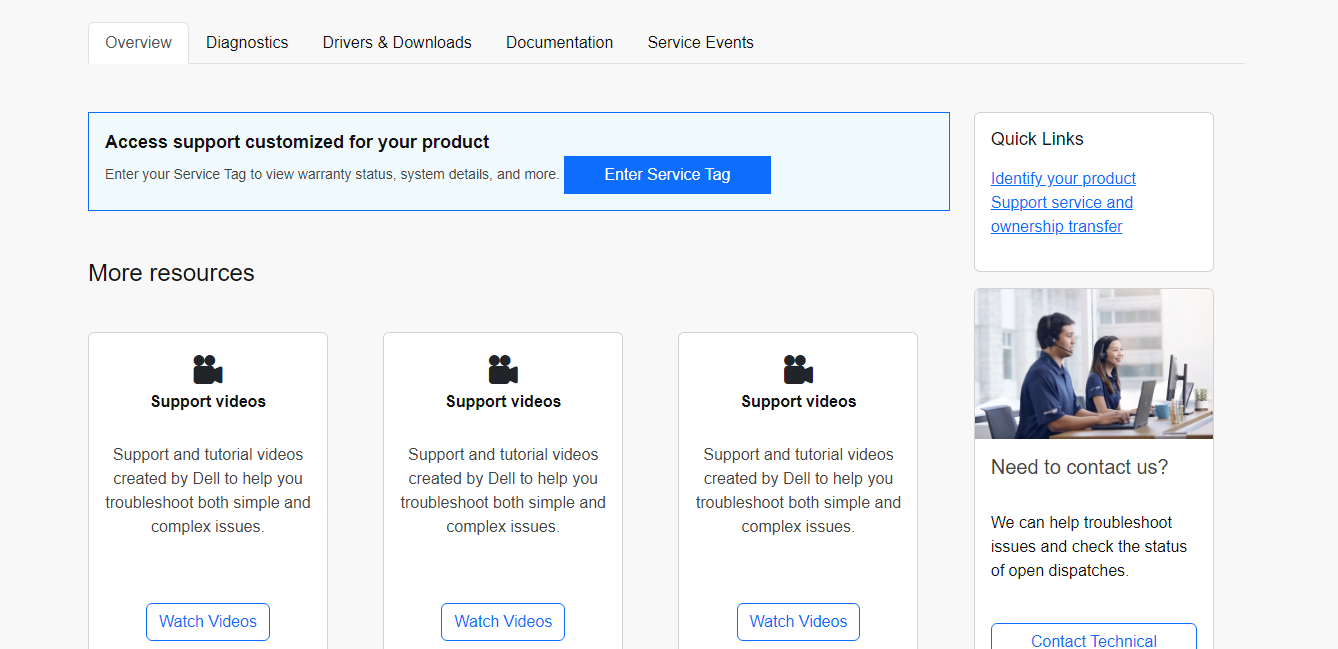 Overview
Diagnostics
Drivers & Downloads
Documentation
Service Events
Access support customized for your product
Enter your Service Tag to view warranty status, system details, and more.
Enter Service Tag
More resources
Support videos
Support and tutorial videos
created by Dell to help you
troubleshoot both simple and
complex issues.
Watch Videos
Support videos
Support and tutorial videos
created by Dell to help you
troubleshoot both simple and
complex issues.
Watch Videos
Support videos
Support and tutorial videos
created by Dell to help you
troubleshoot both simple and
complex issues.
Watch Videos
Quick Links
Identify your product
Support service and
ownership transfer
Need to contact us?
We can help troubleshoot
issues and check the status
of open dispatches.
Contact Technical